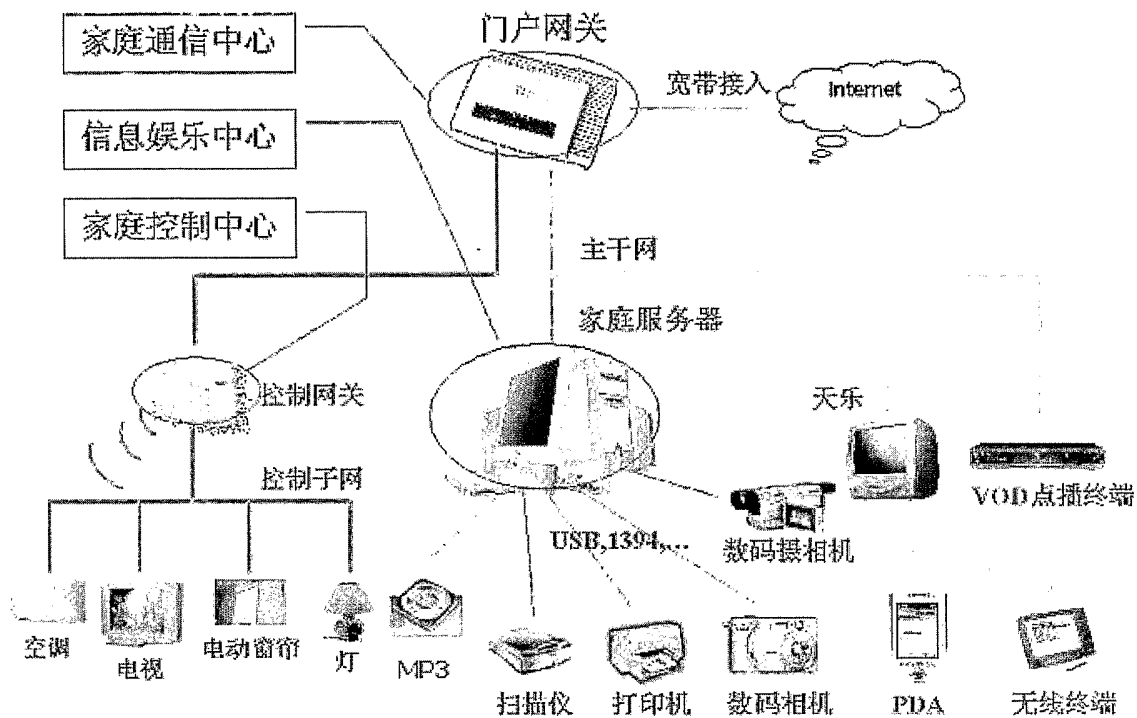 家庭通信中心
门户网关
宽带接入
Internet
信息娱乐中心
家庭控制中心
主干网
家庭服务器
控制网关
天乐
控制子网
VOD点播终端
USB,1394,...
数码摄相机
空调
电视
电动窗帘
灯
MP3
扫描仪
打印机
数码相机
PDA
无线终端